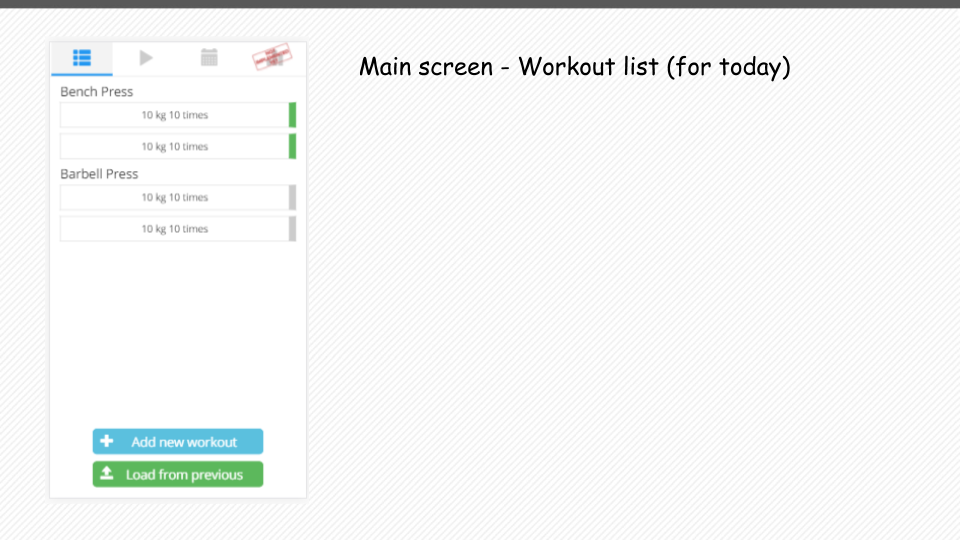 Main screen - Workout list (for today)
Bench Press
10 kg 10 times
10 kg 10 times
Barbell Press
10 kg 10 times
10 kg 10 times
Add new workout
Load from previous